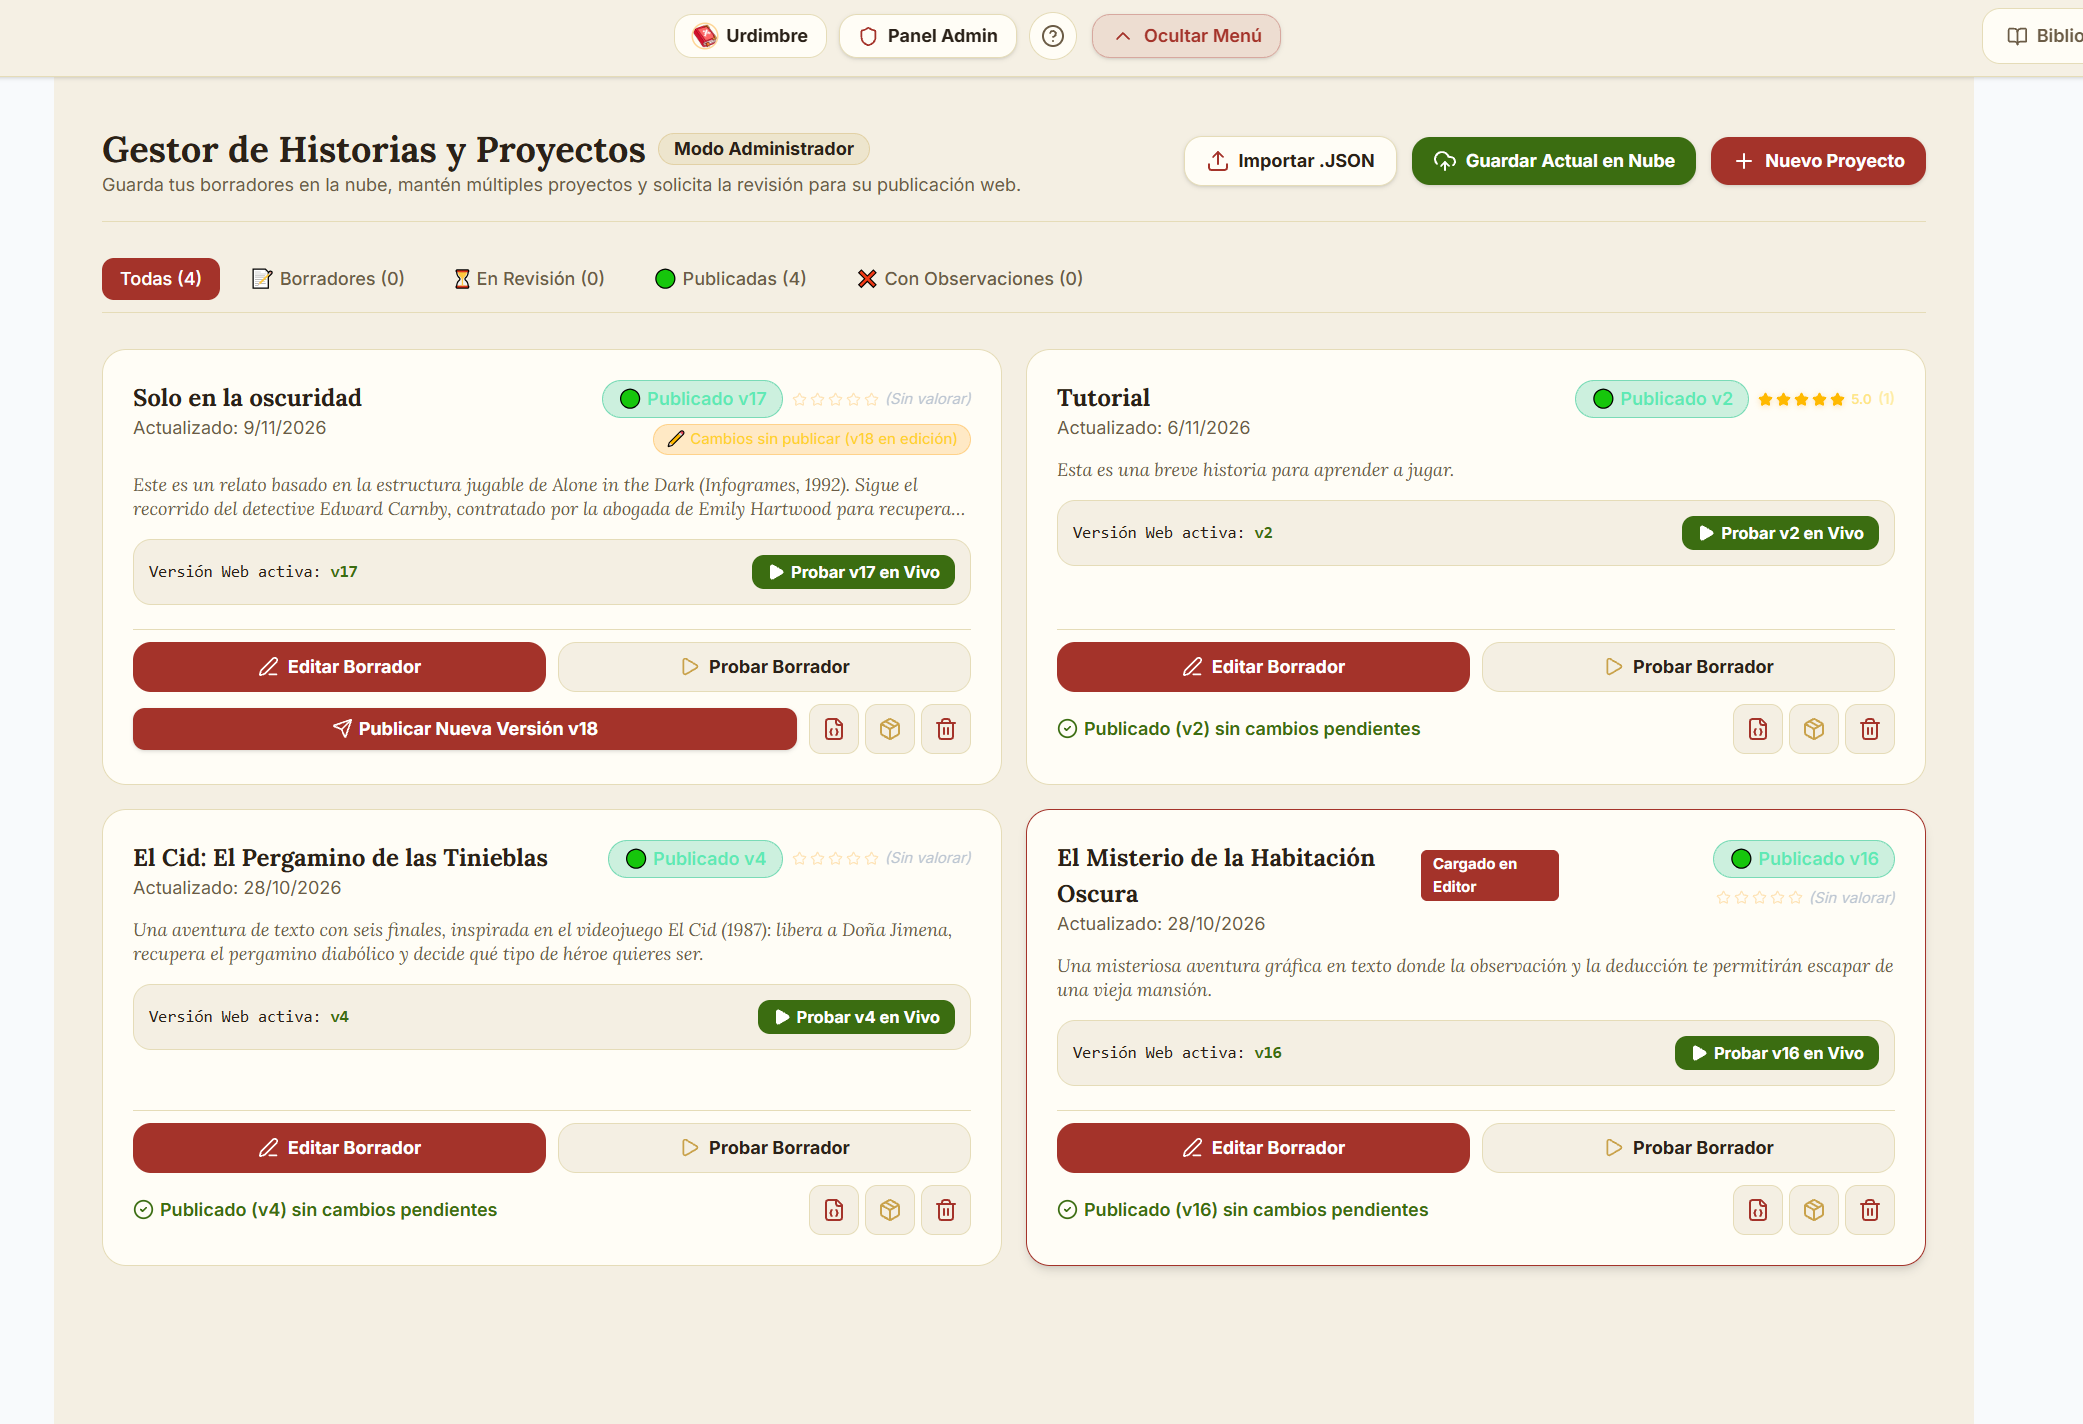 Urdimbre
Panel Admin
Ocultar Menú
Biblio
Gestor de Historias y Proyectos
Modo Administrador
Guarda tus borradores en la nube, mantén múltiples proyectos y solicita la revisión para su publicación web.
Importar .JSON
Guardar Actual en Nube
Nuevo Proyecto
Todas (4)
Borradores (0)
En Revisión (0)
Publicadas (4)
Con Observaciones (0)
Solo en la oscuridad
Publicado v17
(Sin valorar)
Actualizado: 9/11/2026
Cambios sin publicar (v18 en edición)
Este es un relato basado en la estructura jugable de Alone in the Dark (Infogrames, 1992). Sigue el
recorrido del detective Edward Carnby, contratado por la abogada de Emily Hartwood para recupera...
Versión Web activa: v17
Probar v17 en Vivo
Editar Borrador
Probar Borrador
Publicar Nueva Versión v18
Tutorial
Publicado v2
5.0 (1)
Actualizado: 6/11/2026
Esta es una breve historia para aprender a jugar.
Versión Web activa: v2
Probar v2 en Vivo
Editar Borrador
Probar Borrador
Publicado (v2) sin cambios pendientes
El Cid: El Pergamino de las Tinieblas
Publicado v4
(Sin valorar)
Actualizado: 28/10/2026
Una aventura de texto con seis finales, inspirada en el videojuego El Cid (1987): libera a Doña Jimena,
recupera el pergamino diabólico y decide qué tipo de héroe quieres ser.
Versión Web activa: v4
Probar v4 en Vivo
Editar Borrador
Probar Borrador
Publicado (v4) sin cambios pendientes
El Misterio de la Habitación
Oscura
Cargado en
Editor
Publicado v16
(Sin valorar)
Actualizado: 28/10/2026
Una misteriosa aventura gráfica en texto donde la observación y la deducción te permitirán escapar de
una vieja mansión.
Versión Web activa: v16
Probar v16 en Vivo
Editar Borrador
Probar Borrador
Publicado (v16) sin cambios pendientes